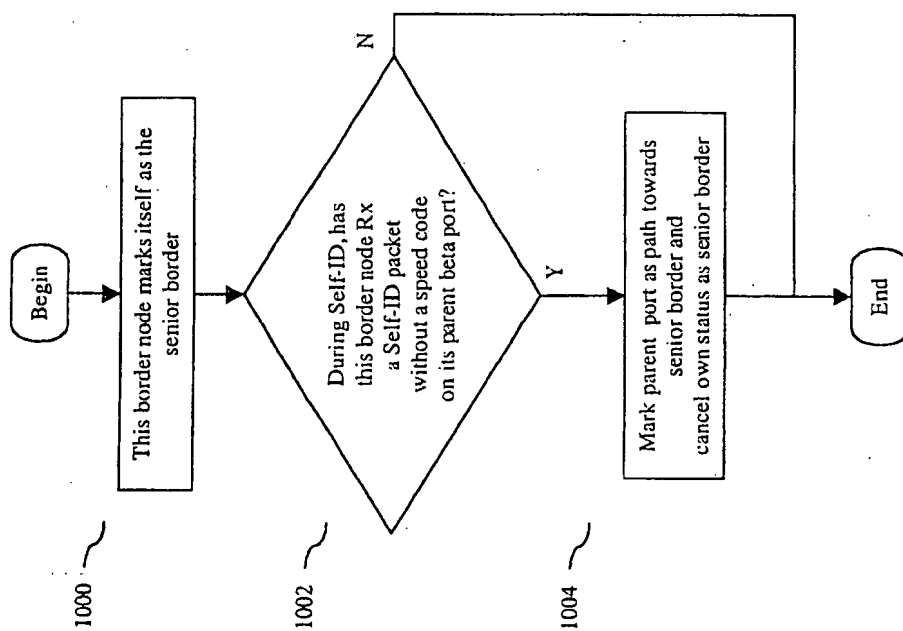 Begin
1000
This border node marks itself as the
senior border
1002
During Self-ID, has
this border node Rx
a Self-ID packet
without a speed code
on its parent beta port?
N
Y
1004
Mark parent port as path towards
senior border and
cancel own status as senior border
End